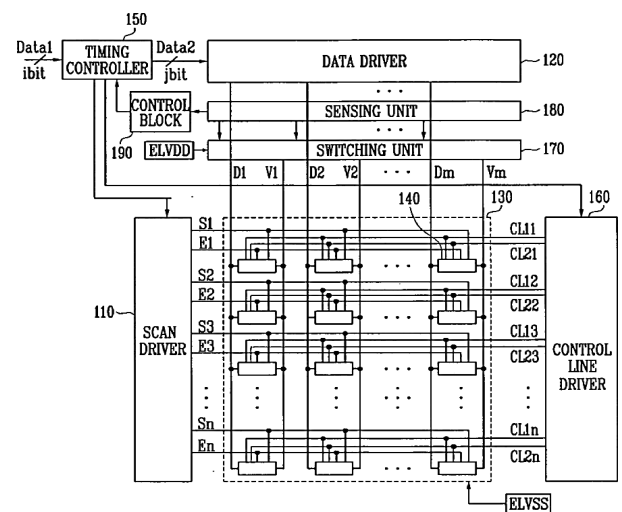 150
Data1
ibit
TIMING
CONTROLLER
Data2
jbit
DATA DRIVER
120
CONTROL
BLOCK
190
SENSING UNIT
180
ELVDD
SWITCHING UNIT
170
D1 V1 D2 V2 Dm Vm
130
140
160
S1
E1
S2
E2
S3
E3
Sn
En
110
SCAN
DRIVER
CL11
CL21
CL12
CL22
CL13
CL23
CL1n
CL2n
CONTROL
LINE
DRIVER
ELVSS